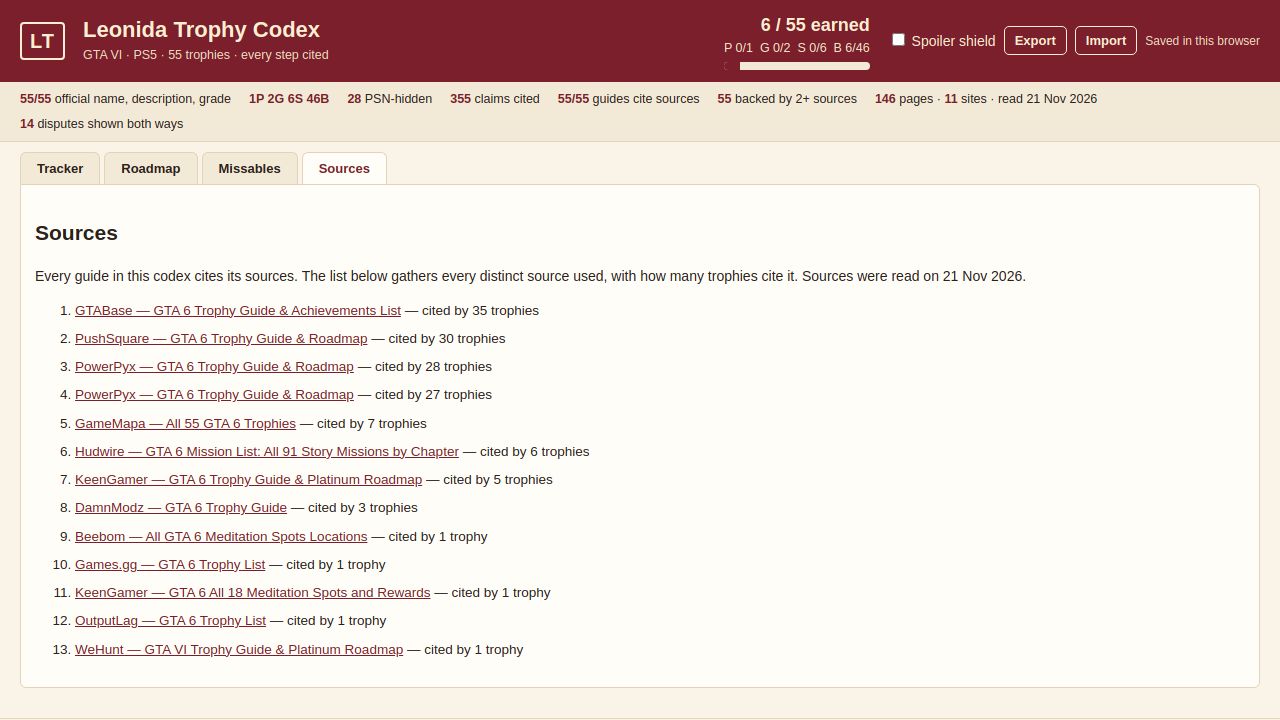 LT
Leonida Trophy Codex
GTA VI · PS5 · 55 trophies · every step cited
6 / 55 earned
P 0/1 G 0/2 S 0/6 B 6/46
Spoiler shield
Export
Import
Saved in this browser
55/55 official name, description, grade 1P 2G 6S 46B 28 PSN-hidden 355 claims cited 55/55 guides cite sources 55 backed by 2+ sources 146 pages · 11 sites · read 21 Nov 2026
14 disputes shown both ways
Tracker Roadmap Missables Sources
Sources
Every guide in this codex cites its sources. The list below gathers every distinct source used, with how many trophies cite it. Sources were read on 21 Nov 2026.
1. GTABase — GTA 6 Trophy Guide & Achievements List — cited by 35 trophies
2. PushSquare — GTA 6 Trophy Guide & Roadmap — cited by 30 trophies
3. PowerPyx — GTA 6 Trophy Guide & Roadmap — cited by 28 trophies
4. PowerPyx — GTA 6 Trophy Guide & Roadmap — cited by 27 trophies
5. GameMapa — All 55 GTA 6 Trophies — cited by 7 trophies
6. Hudwire — GTA 6 Mission List: All 91 Story Missions by Chapter — cited by 6 trophies
7. KeenGamer — GTA 6 Trophy Guide & Platinum Roadmap — cited by 5 trophies
8. DamnModz — GTA 6 Trophy Guide — cited by 3 trophies
9. Beebom — All GTA 6 Meditation Spots Locations — cited by 1 trophy
10. Games.gg — GTA 6 Trophy List — cited by 1 trophy
11. KeenGamer — GTA 6 All 18 Meditation Spots and Rewards — cited by 1 trophy
12. OutputLag — GTA 6 Trophy List — cited by 1 trophy
13. WeHunt — GTA VI Trophy Guide & Platinum Roadmap — cited by 1 trophy